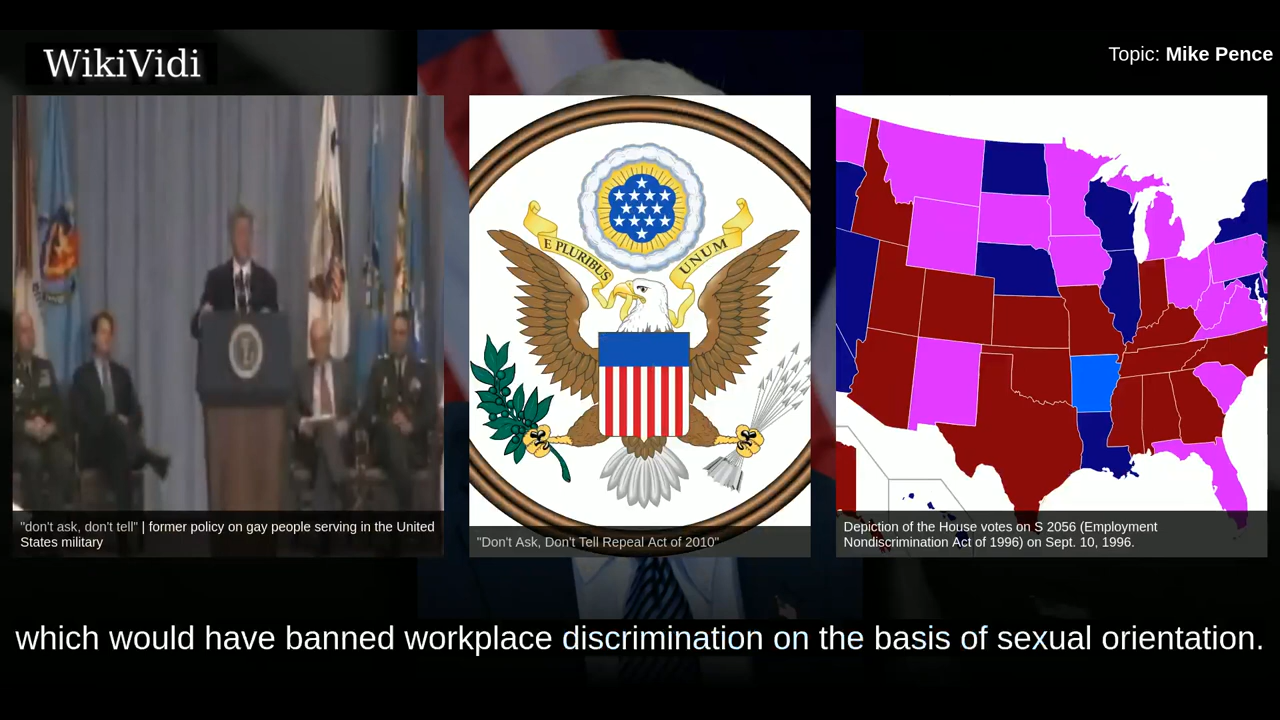 WikiVidi
Topic: Mike Pence
E PLURIBUS
UNUM
"don't ask, don't tell" | former policy on gay people serving in the United
States military
"Don't Ask, Don't Tell Repeal Act of 2010"
Depiction of the House votes on S 2056 (Employment
Nondiscrimination Act of 1996) on Sept. 10, 1996.
which would have banned workplace discrimination on the basis of sexual orientation.